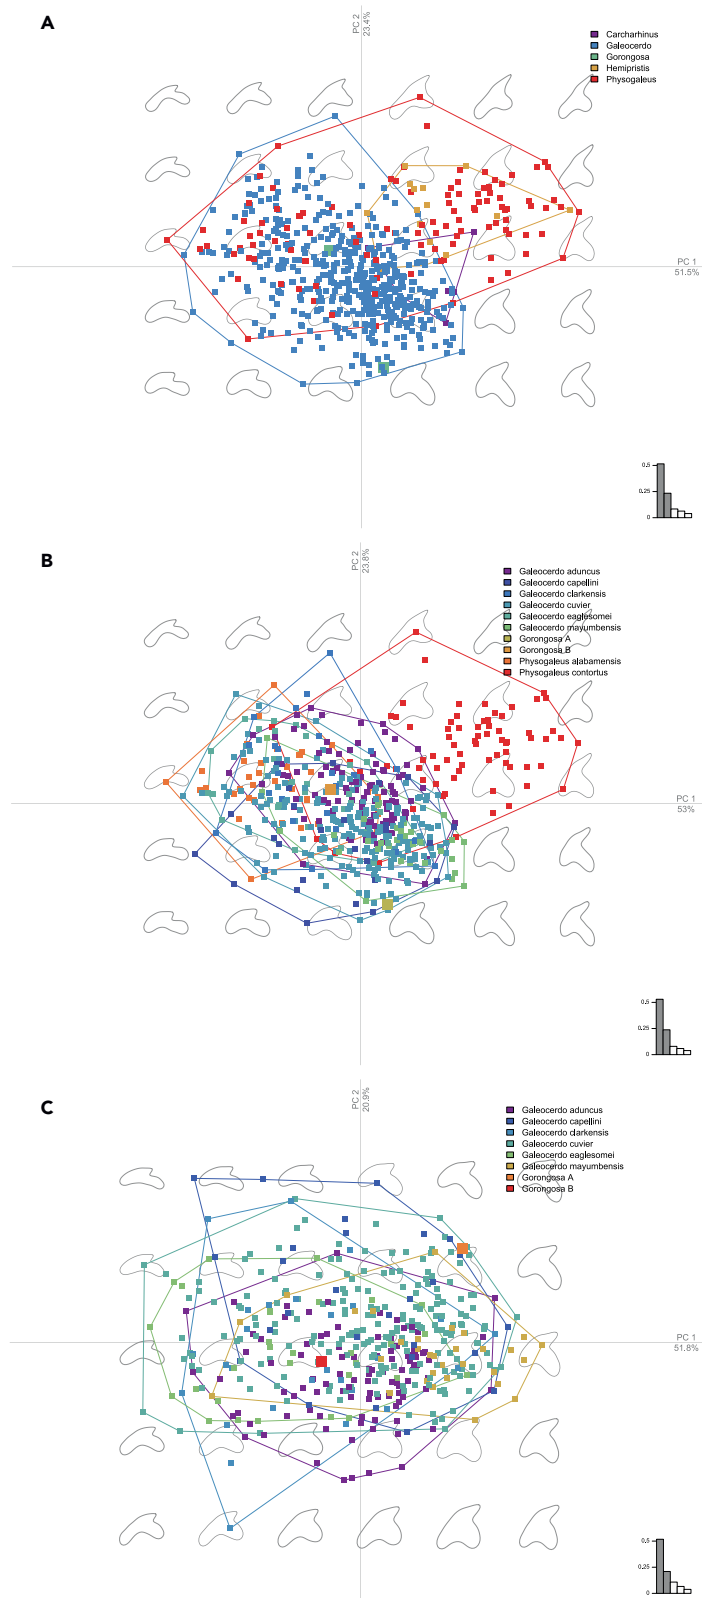 A
PC 2
23.4%
Carcharhinus
Galeocerdo
Gorongosa
Hemipristis
Physogaleus
PC 1
51.5%
0.5
0.25
0
B
PC 2
23.8%
Galeocerdo aduncus
Galeocerdo capellini
Galeocerdo clarkensis
Galeocerdo cuvier
Galeocerdo eaglesomei
Galeocerdo mayumbensis
Gorongosa A
Gorongosa B
Physogaleus alabamensis
Physogaleus contortus
PC 1
53%
0.5
0.25
0
C
PC 2
20.9%
Galeocerdo aduncus
Galeocerdo capellini
Galeocerdo clarkensis
Galeocerdo cuvier
Galeocerdo eaglesomei
Galeocerdo mayumbensis
Gorongosa A
Gorongosa B
PC 1
51.8%
0.5
0.25
0